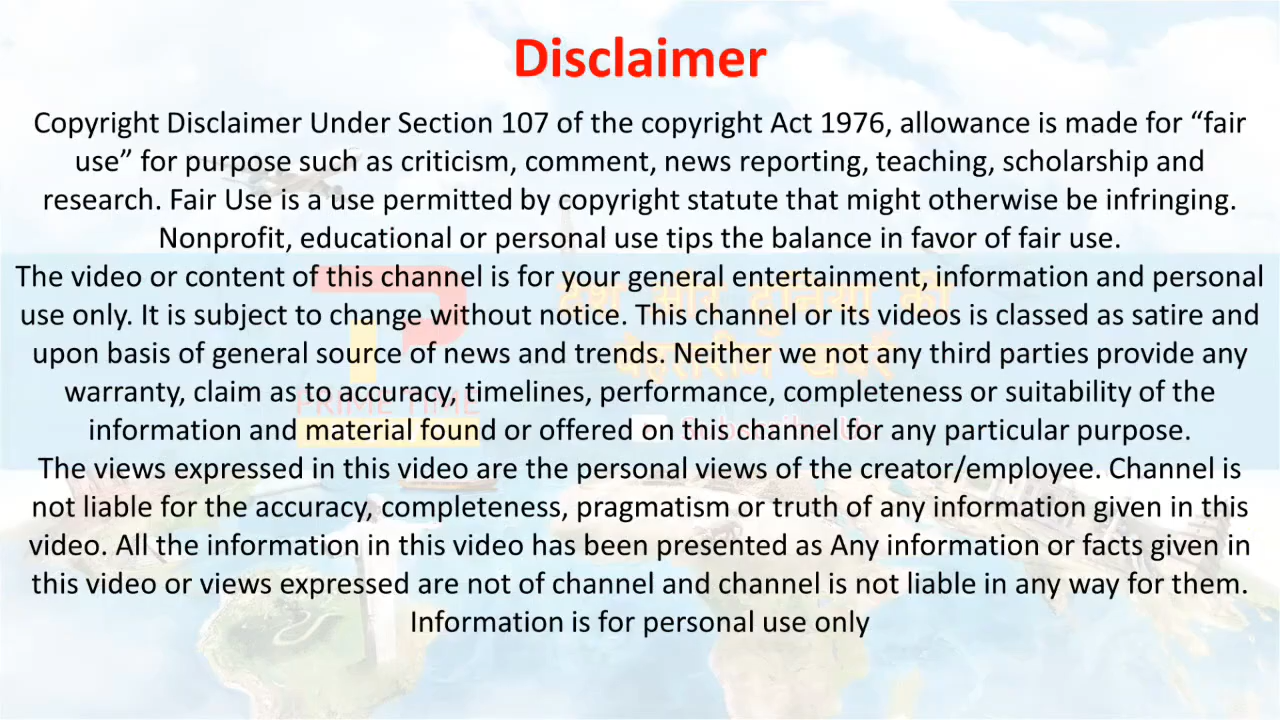 Disclaimer
Copyright Disclaimer Under Section 107 of the copyright Act 1976, allowance is made for “fair
use” for purpose such as criticism, comment, news reporting, teaching, scholarship and
research. Fair Use is a use permitted by copyright statute that might otherwise be infringing.
Nonprofit, educational or personal use tips the balance in favor of fair use.
The video or content of this channel is for your general entertainment, information and personal
use only. It is subject to change without notice. This channel or its videos is classed as satire and
upon basis of general source of news and trends. Neither we not any third parties provide any
warranty, claim as to accuracy, timelines, performance, completeness or suitability of the
information and material found or offered on this channel for any particular purpose.
The views expressed in this video are the personal views of the creator/employee. Channel is
not liable for the accuracy, completeness, pragmatism or truth of any information given in this
video. All the information in this video has been presented as Any information or facts given in
this video or views expressed are not of channel and channel is not liable in any way for them.
Information is for personal use only
देश और दुनिया की
बेहतरीन खबरें
PRIME TIME
Subscribe Us